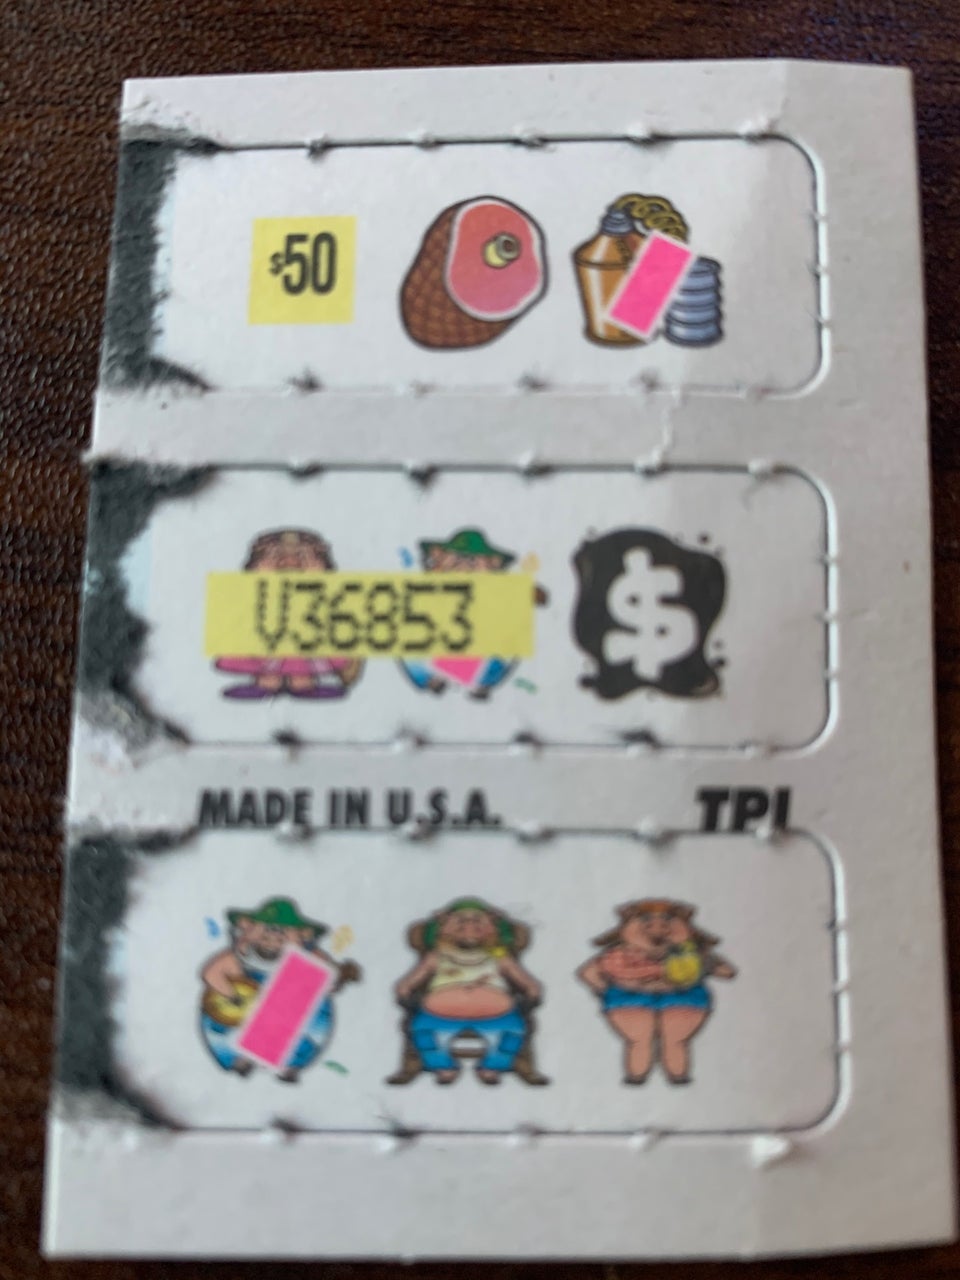 $50
V36853
$
MADE IN U.S.A. TPI